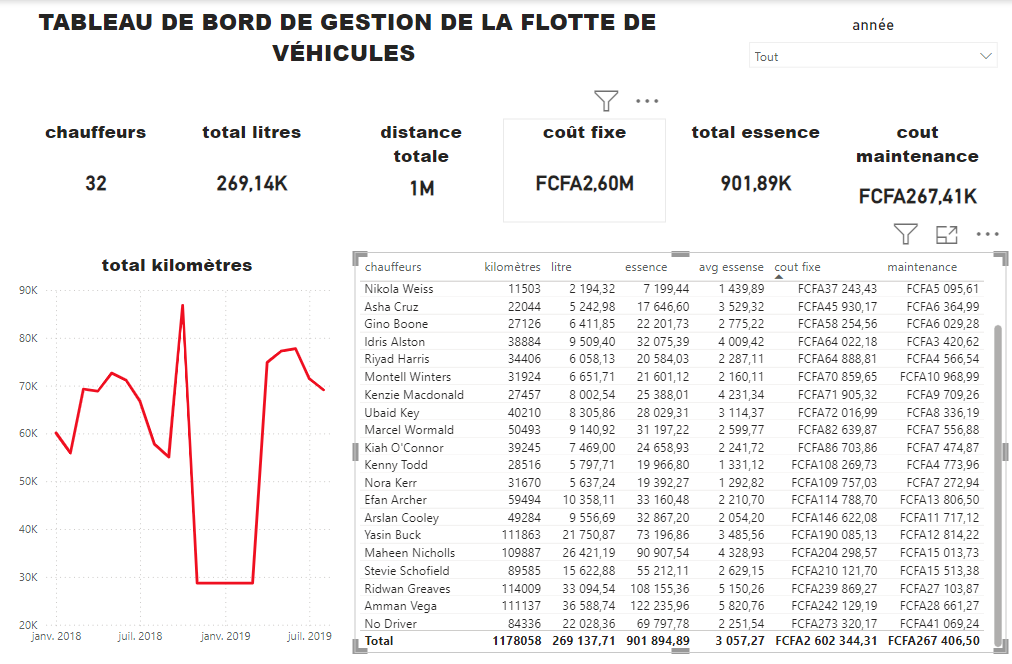 TABLEAU DE BORD DE GESTION DE LA FLOTTE DE
VÉHICULES
année
Tout
chauffeurs
32
total litres
269,14K
distance
totale
1M
coût fixe
FCFA2,60M
total essence
901,89K
cout
maintenance
FCFA267,41K
total kilomètres
90K
80K
70K
60K
50K
40K
30K
20K
janv. 2018 juil. 2018 janv. 2019 juil. 2019
chauffeurs kilomètres litre essence avg essense cout fixe maintenance
Nikola Weiss 11503 2 194,32 7 199,44 1 439,89 FCFA37 243,43 FCFA5 095,61
Asha Cruz 22044 5 242,98 17 646,60 3 529,32 FCFA45 930,17 FCFA6 364,99
Gino Boone 27126 6 411,85 22 201,73 2 775,22 FCFA58 254,56 FCFA6 029,28
Idris Alston 38884 9 509,40 32 075,39 4 009,42 FCFA64 022,18 FCFA3 420,62
Riyad Harris 34406 6 058,13 20 584,03 2 287,11 FCFA64 888,81 FCFA4 566,54
Montell Winters 31924 6 651,71 21 601,12 2 160,11 FCFA70 859,65 FCFA10 968,99
Kenzie Macdonald 27457 8 002,54 25 388,01 4 231,34 FCFA71 905,32 FCFA9 709,26
Ubaid Key 40210 8 305,86 28 029,31 3 114,37 FCFA72 016,99 FCFA8 336,19
Marcel Wormald 50493 9 140,92 31 197,22 2 599,77 FCFA82 639,87 FCFA7 556,88
Kiah O'Connor 39245 7 469,00 24 658,93 2 241,72 FCFA86 703,86 FCFA7 474,87
Kenny Todd 28516 5 797,71 19 966,80 1 331,12 FCFA108 269,73 FCFA4 773,96
Nora Kerr 31670 5 637,24 19 392,27 1 292,82 FCFA109 757,03 FCFA7 272,94
Efan Archer 59494 10 358,11 33 160,48 2 210,70 FCFA114 788,70 FCFA13 806,50
Arslan Cooley 49284 9 556,69 32 867,20 2 054,20 FCFA146 622,08 FCFA11 717,12
Yasin Buck 111863 21 750,87 73 196,86 3 485,56 FCFA190 085,13 FCFA12 814,22
Maheen Nicholls 109887 26 421,19 90 907,54 4 328,93 FCFA204 298,57 FCFA15 013,73
Stevie Schofield 89585 15 622,88 55 212,11 2 629,15 FCFA210 121,70 FCFA15 513,38
Ridwan Greaves 114009 33 094,54 108 155,36 5 150,26 FCFA239 869,27 FCFA27 103,87
Amman Vega 111137 36 588,74 122 235,96 5 820,76 FCFA242 129,19 FCFA28 661,27
No Driver 84336 22 028,36 69 797,78 2 251,54 FCFA273 320,17 FCFA41 069,24
Total 1178058 269 137,71 901 894,89 3 057,27 FCFA2 602 344,31 FCFA267 406,50